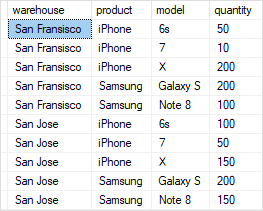 warehouse product model quantity
San Fransisco iPhone 6s 50
San Fransisco iPhone 7 10
San Fransisco iPhone X 200
San Fransisco Samsung Galaxy S 200
San Fransisco Samsung Note 8 100
San Jose iPhone 6s 100
San Jose iPhone 7 50
San Jose iPhone X 150
San Jose Samsung Galaxy S 200
San Jose Samsung Note 8 150